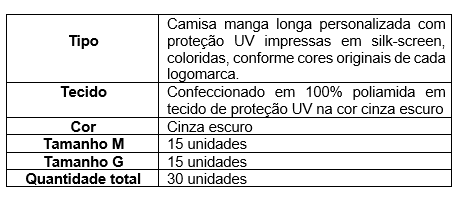 Tipo
Camisa manga longa personalizada com
proteção UV impressas em silk-screen,
coloridas, conforme cores originais de cada
logomarca.
Tecido
Confeccionado em 100% poliamida em
tecido de proteção UV na cor cinza escuro
Cor
Cinza escuro
Tamanho M
15 unidades
Tamanho G
15 unidades
Quantidade total
30 unidades